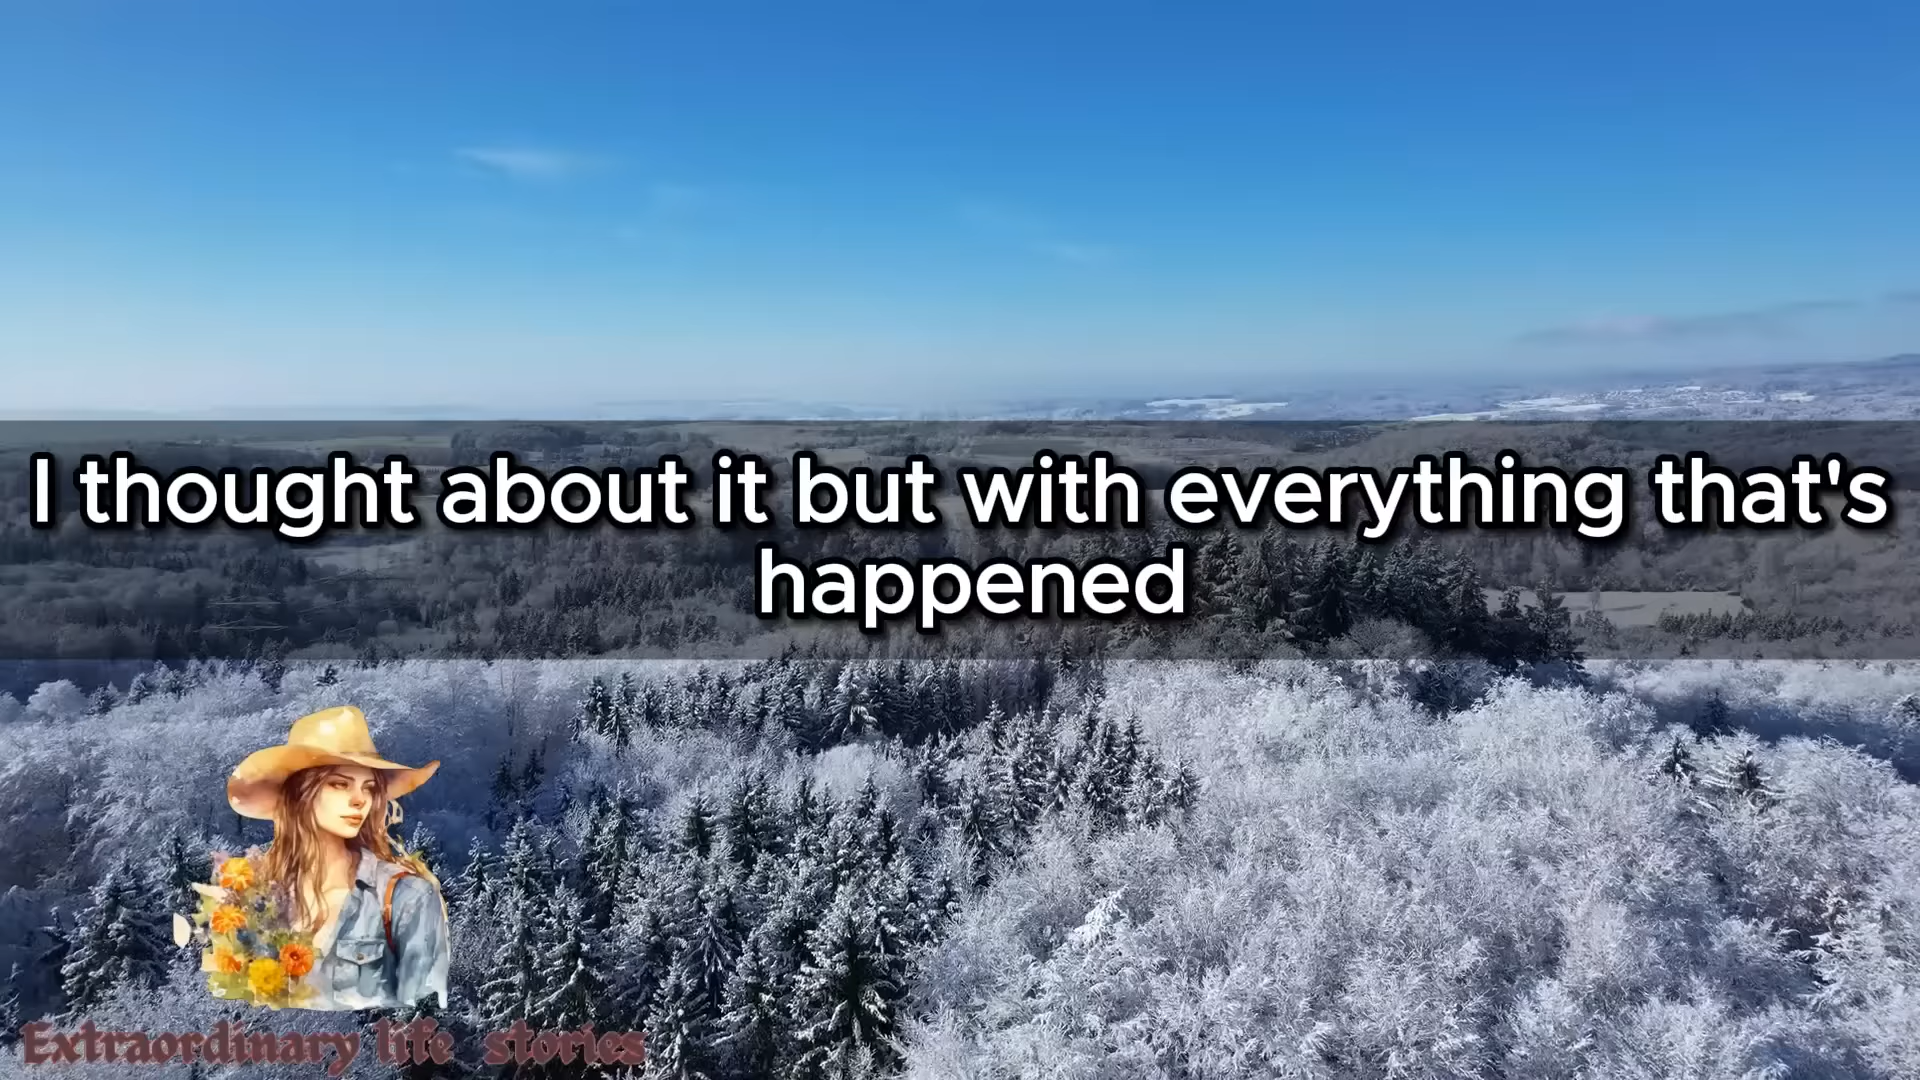 I thought about it but with everything that's
happened
Extraordinary life stories